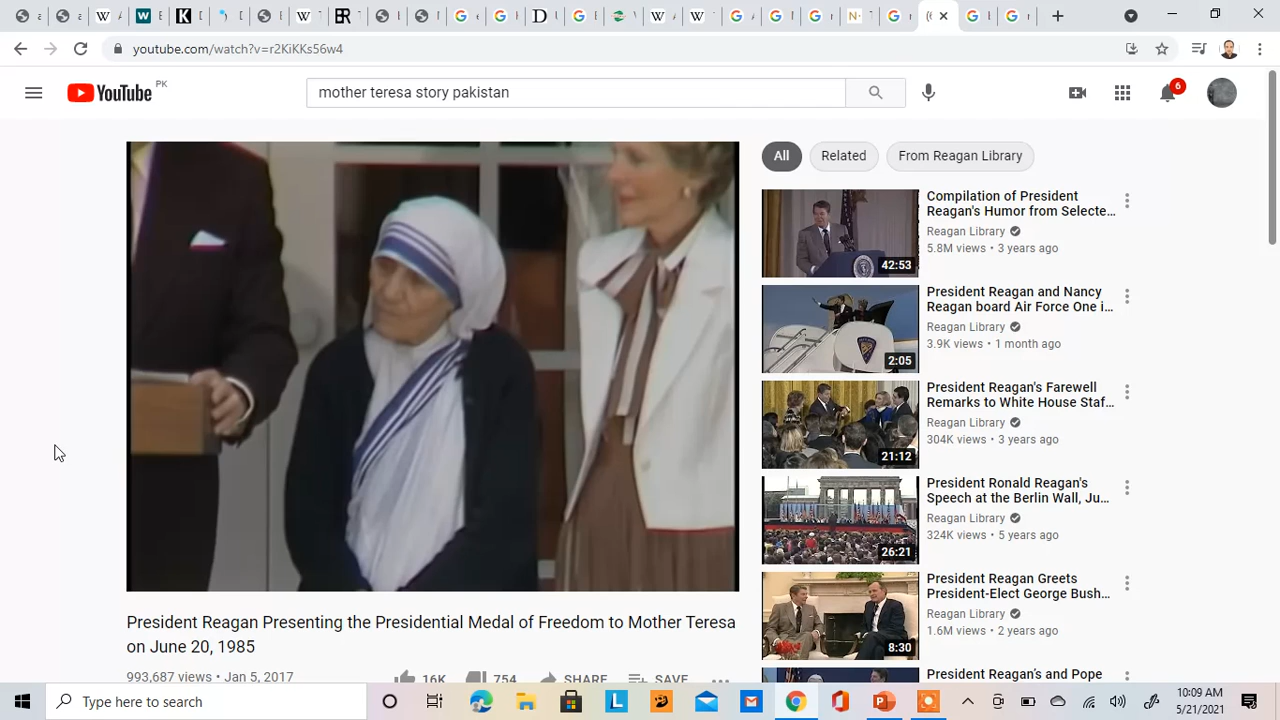 W
K
W
BR
D
W
W
N
youtube.com/watch?v=r2KiKKs56w4
YouTube PK
mother teresa story pakistan
6
All
Related
From Reagan Library
Compilation of President
Reagan's Humor from Selecte...
Reagan Library
5.8M views • 3 years ago
42:53
President Reagan and Nancy
Reagan board Air Force One i...
Reagan Library
3.9K views • 1 month ago
2:05
President Reagan's Farewell
Remarks to White House Staf...
Reagan Library
304K views • 3 years ago
21:12
President Ronald Reagan's
Speech at the Berlin Wall, Ju...
Reagan Library
324K views • 5 years ago
26:21
President Reagan Greets
President-Elect George Bush...
Reagan Library
1.6M views • 2 years ago
8:30
President Reagan's and Pope
President Reagan Presenting the Presidential Medal of Freedom to Mother Teresa
on June 20, 1985
993,687 views • Jan 5, 2017
16K
754
SHARE
SAVE
Type here to search
L
10:09 AM
5/21/2021